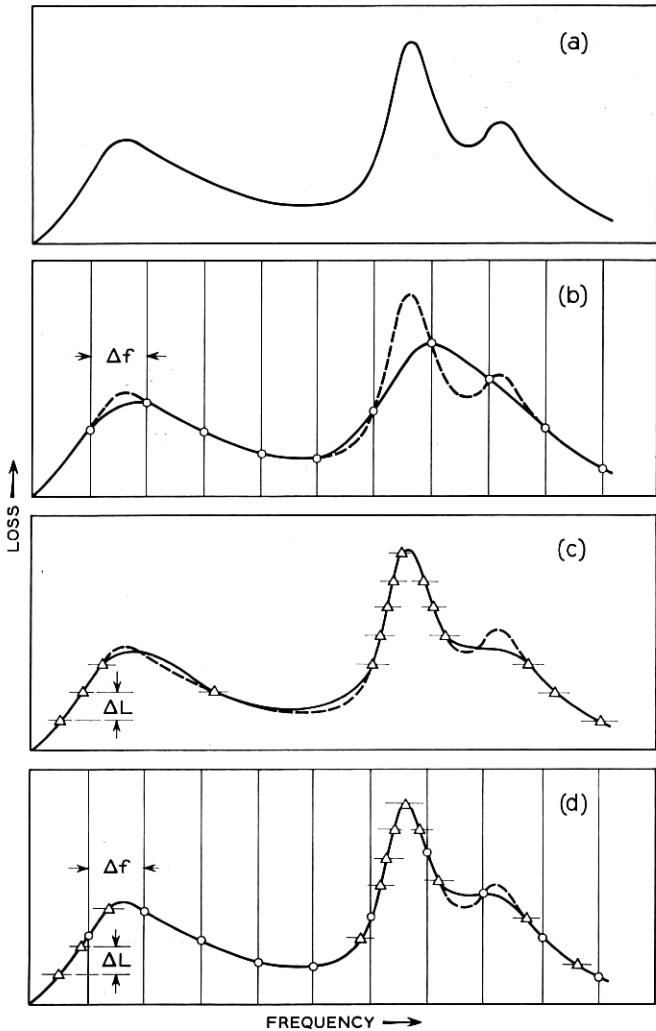 (a)
(b)
Δf
LOSS
(c)
ΔL
(d)
Δf
ΔL
FREQUENCY